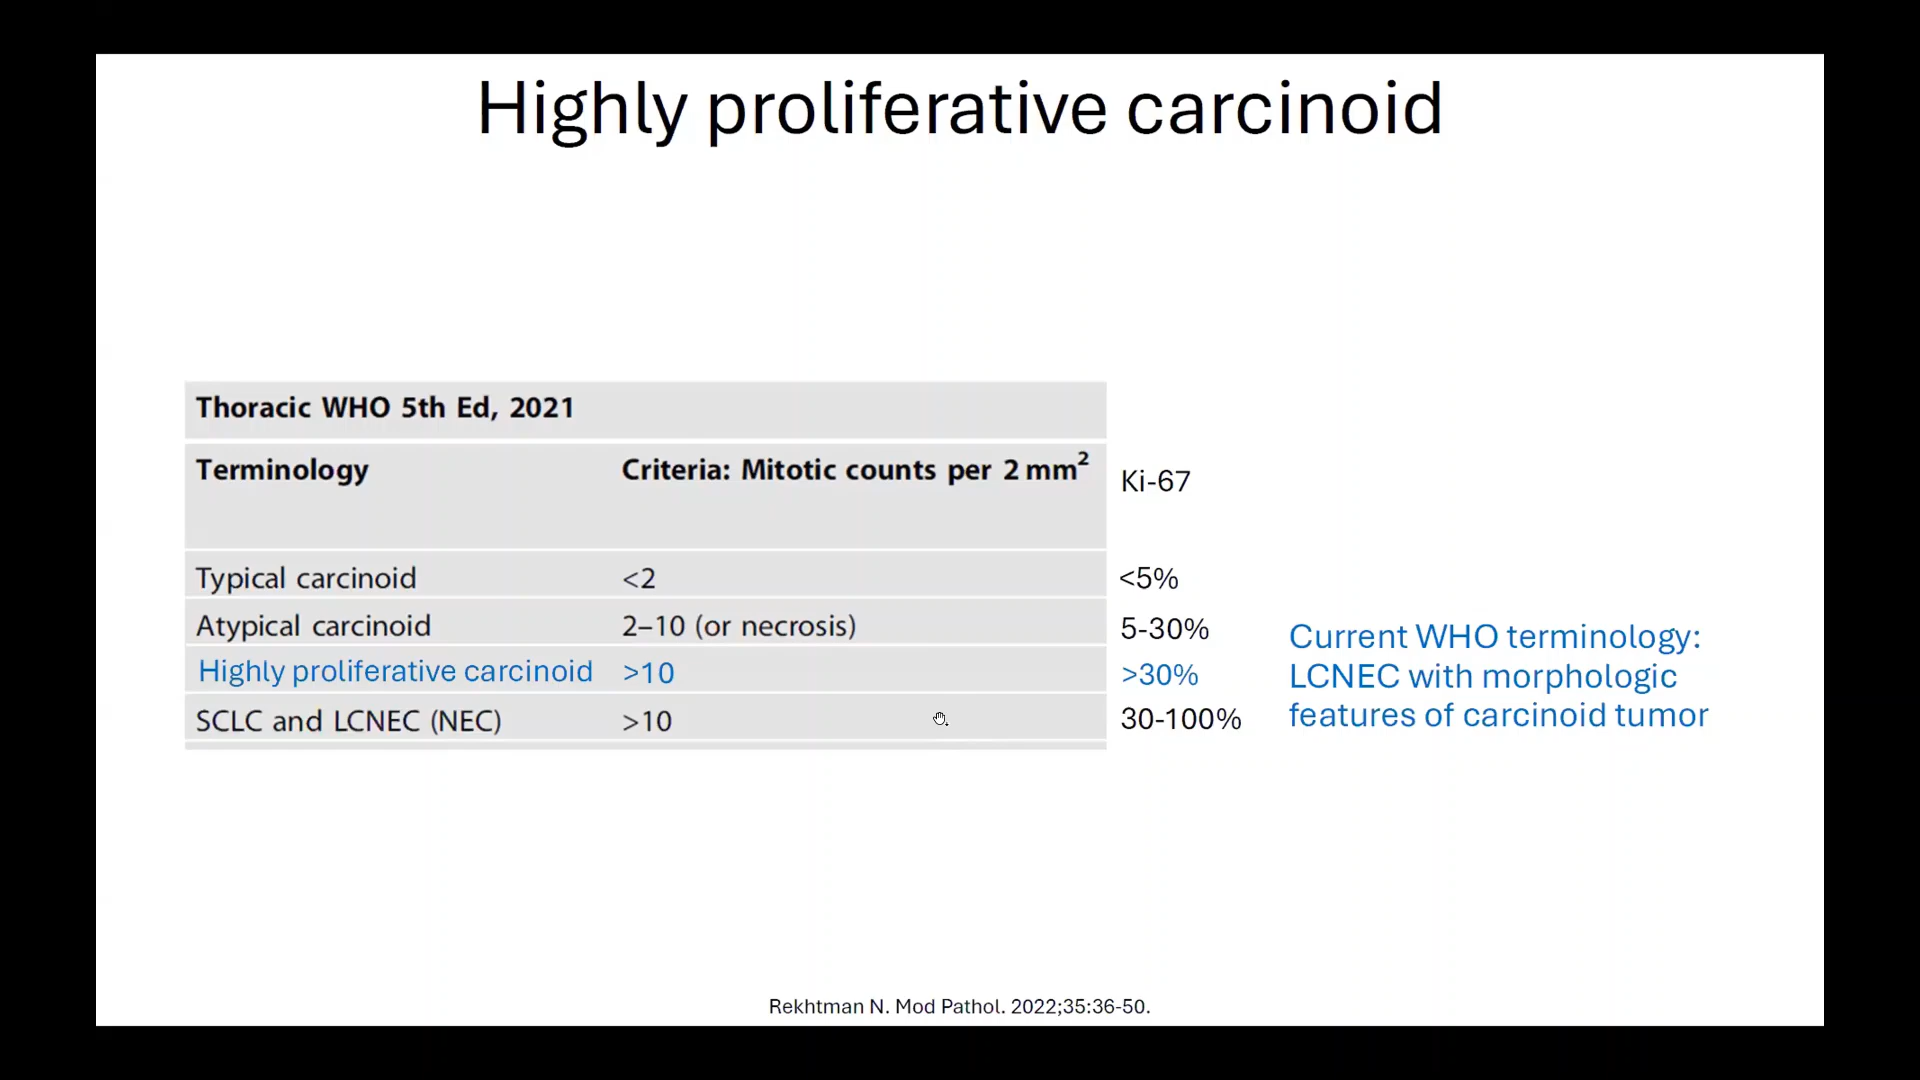 Highly proliferative carcinoid
Thoracic WHO 5th Ed, 2021
Terminology Criteria: Mitotic counts per 2 mm² Ki-67
Typical carcinoid <2 <5%
Atypical carcinoid 2–10 (or necrosis) 5-30%
Highly proliferative carcinoid >10 >30%
SCLC and LCNEC (NEC) >10 30-100%
Current WHO terminology:
LCNEC with morphologic
features of carcinoid tumor
Rekhtman N. Mod Pathol. 2022;35:36-50.